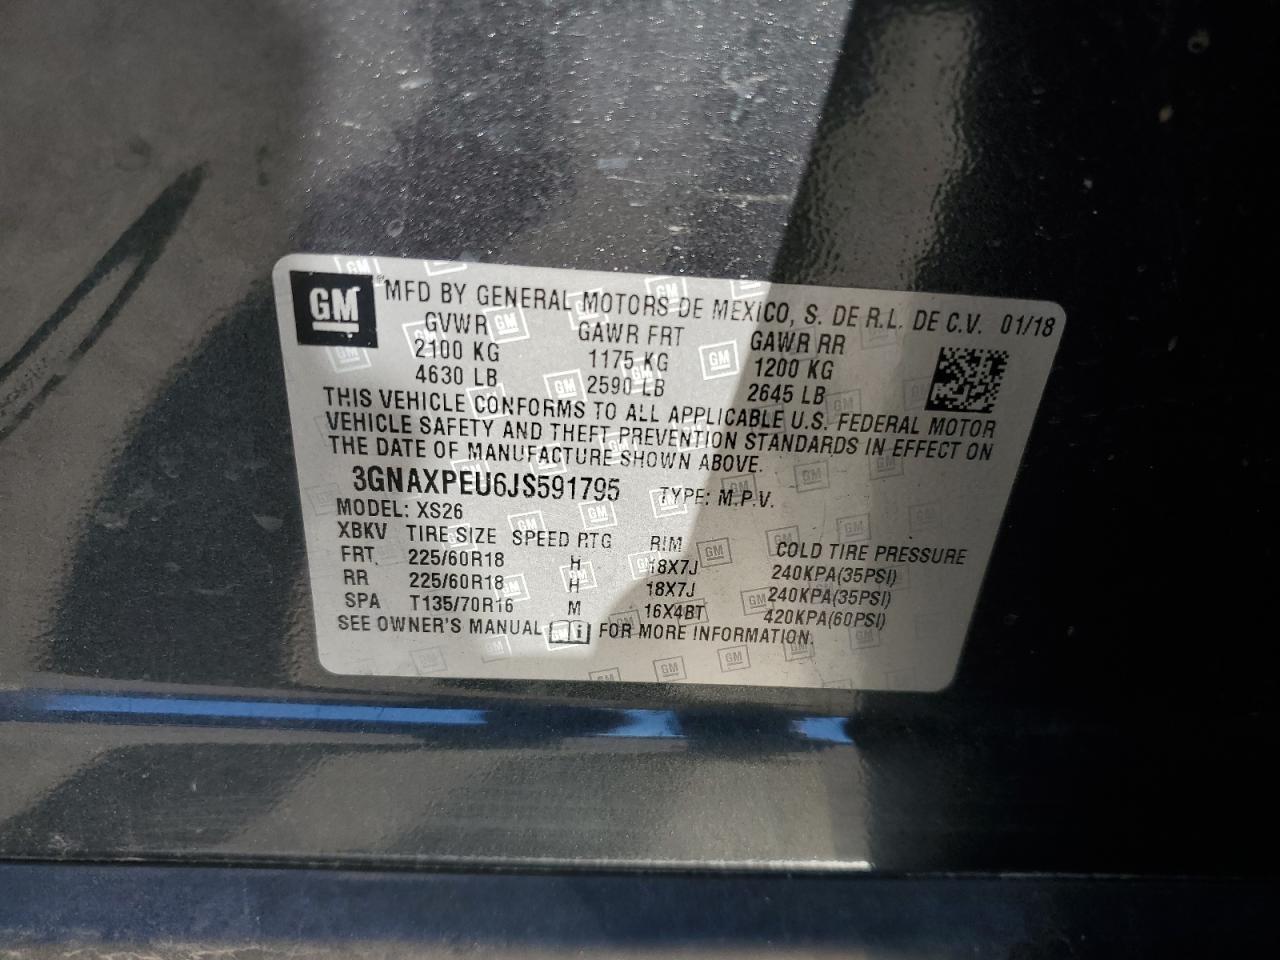 GM
MFD BY GENERAL MOTORS DE MEXICO, S. DE R.L. DE C.V. 01/18
GVWR GAWR FRT GAWR RR
2100 KG 1175 KG 1200 KG
4630 LB 2590 LB 2645 LB
THIS VEHICLE CONFORMS TO ALL APPLICABLE U.S. FEDERAL MOTOR
VEHICLE SAFETY AND THEFT PREVENTION STANDARDS IN EFFECT ON
THE DATE OF MANUFACTURE SHOWN ABOVE.
3GNAXPEU6JS591795 TYPE: M.P.V.
MODEL: XS26
XBKV TIRE SIZE SPEED RTG RIM COLD TIRE PRESSURE
FRT. 225/60R18 H 18X7J 240KPA(35PSI)
RR 225/60R18 H 18X7J 240KPA(35PSI)
SPA T135/70R16 M 16X4BT 420KPA(60PSI)
SEE OWNER'S MANUAL i FOR MORE INFORMATION.